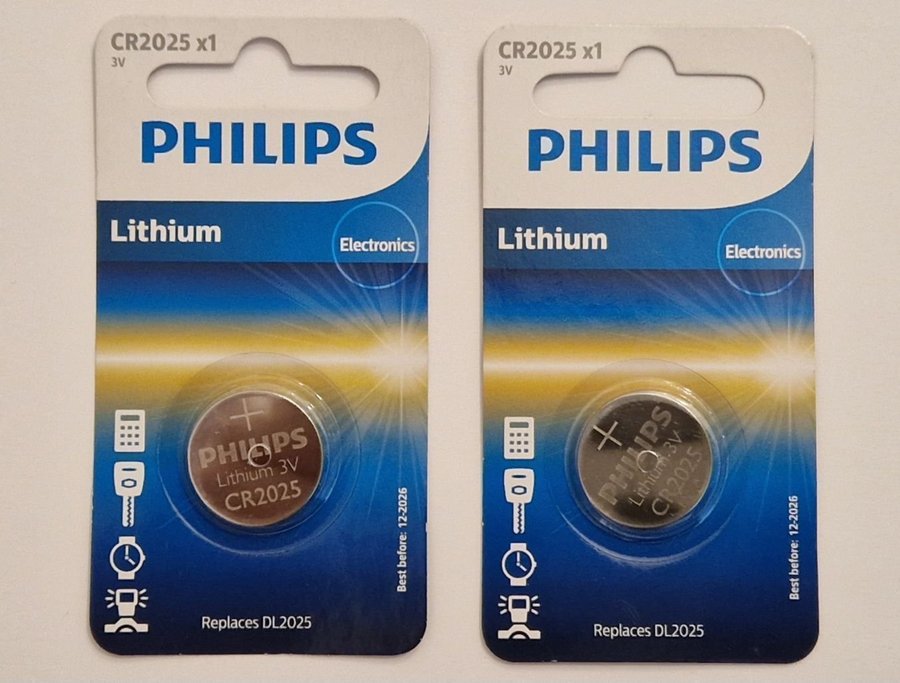 CR2025 x1
3V
PHILIPS
Lithium
Electronics
PHILIPS
Lithium 3V
CR2025
Best before: 12-2026
Replaces DL2025
CR2025 x1
3V
PHILIPS
Lithium
Electronics
PHILIPS
Lithium 3V
CR2025
Best before: 12-2026
Replaces DL2025